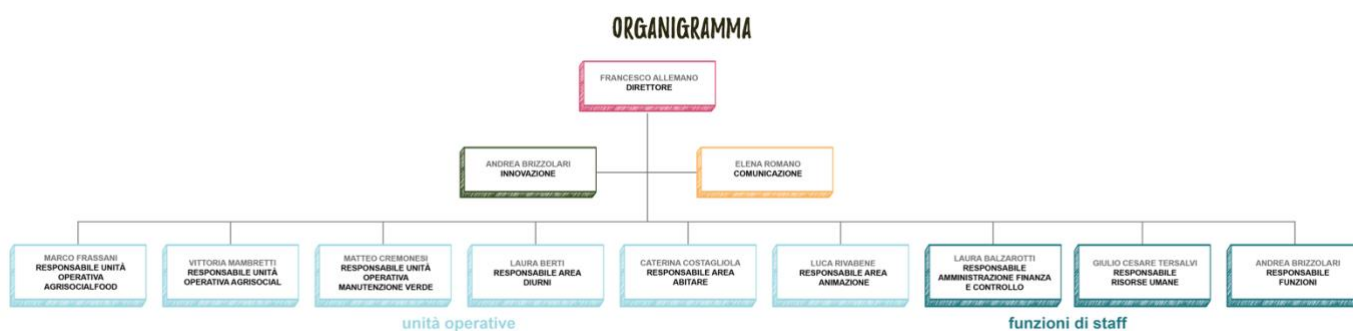 ORGANIGRAMMA
FRANCESCO ALLEMANO
DIRETTORE
ANDREA BRIZZOLARI
INNOVAZIONE
ELENA ROMANO
COMUNICAZIONE
MARCO FRASSANI
RESPONSABILE UNITÀ
OPERATIVA
AGRISOCIALFOOD
VITTORIA MAMBRETTI
RESPONSABILE UNITÀ
OPERATIVA AGRISOCIAL
MATTEO CREMONESI
RESPONSABILE UNITÀ
OPERATIVA
MANUTENZIONE VERDE
LAURA BERTI
RESPONSABILE AREA
DIURNI
CATERINA COSTAGLIOLA
RESPONSABILE AREA
ABITARE
LUCA RIVABENE
RESPONSABILE AREA
ANIMAZIONE
LAURA BALZAROTTI
RESPONSABILE
AMMINISTRAZIONE FINANZA
E CONTROLLO
GIULIO CESARE TERSALVI
RESPONSABILE
RISORSE UMANE
ANDREA BRIZZOLARI
RESPONSABILE
FUNZIONI
unità operative
funzioni di staff